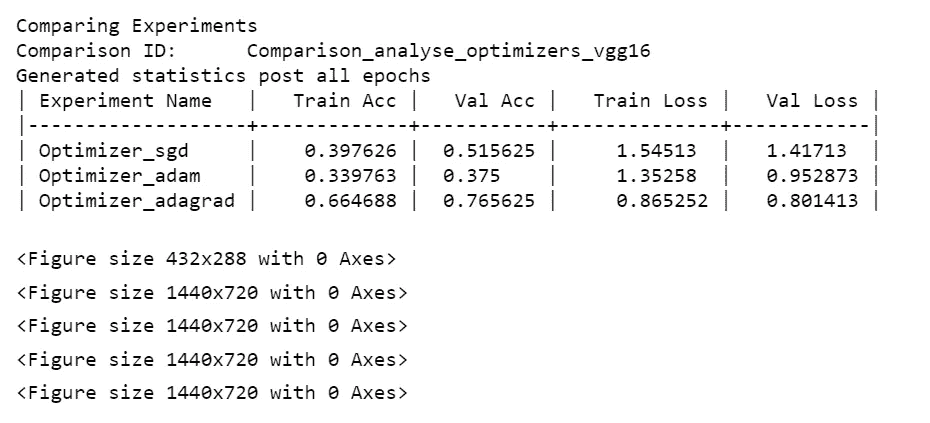 Comparing Experiments
Comparison ID:      Comparison_analyse_optimizers_vgg16
Generated statistics post all epochs
| Experiment Name   |   Train Acc |   Val Acc |   Train Loss |   Val Loss |
|-------------------+-------------+-----------+--------------+------------|
| Optimizer_sgd     |    0.397626 |  0.515625 |     1.54513  |   1.41713  |
| Optimizer_adam    |    0.339763 |  0.375    |     1.35258  |   0.952873 |
| Optimizer_adagrad |    0.664688 |  0.765625 |     0.865252 |   0.801413 |
<Figure size 432x288 with 0 Axes>
<Figure size 1440x720 with 0 Axes>
<Figure size 1440x720 with 0 Axes>
<Figure size 1440x720 with 0 Axes>
<Figure size 1440x720 with 0 Axes>